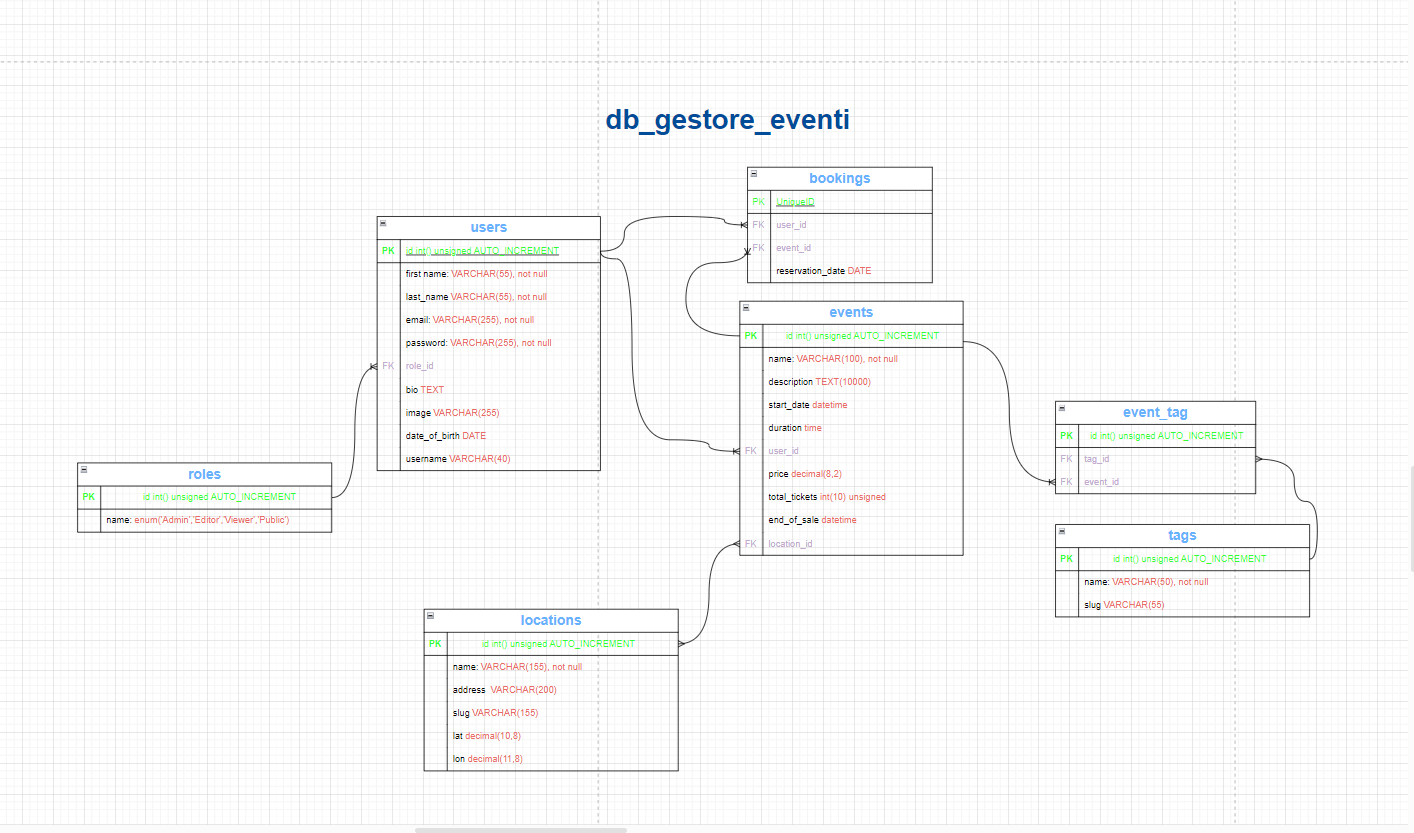 db_gestore_eventi
bookings
PK UniqueID
FK user_id
FK event_id
reservation_date DATE
users
PK id int() unsigned AUTO_INCREMENT
first name: VARCHAR(55), not null
last_name VARCHAR(55), not null
email: VARCHAR(255), not null
password: VARCHAR(255), not null
FK role_id
bio TEXT
image VARCHAR(255)
date_of_birth DATE
username VARCHAR(40)
events
PK id int() unsigned AUTO_INCREMENT
name: VARCHAR(100), not null
description TEXT(10000)
start_date datetime
duration time
FK user_id
price decimal(8,2)
total_tickets int(10) unsigned
end_of_sale datetime
FK location_id
event_tag
PK id int() unsigned AUTO_INCREMENT
FK tag_id
FK event_id
roles
PK id int() unsigned AUTO_INCREMENT
name: enum('Admin','Editor','Viewer','Public')
tags
PK id int() unsigned AUTO_INCREMENT
name: VARCHAR(50), not null
slug VARCHAR(55)
locations
PK id int() unsigned AUTO_INCREMENT
name: VARCHAR(155), not null
address VARCHAR(200)
slug VARCHAR(155)
lat decimal(10,8)
lon decimal(11,8)